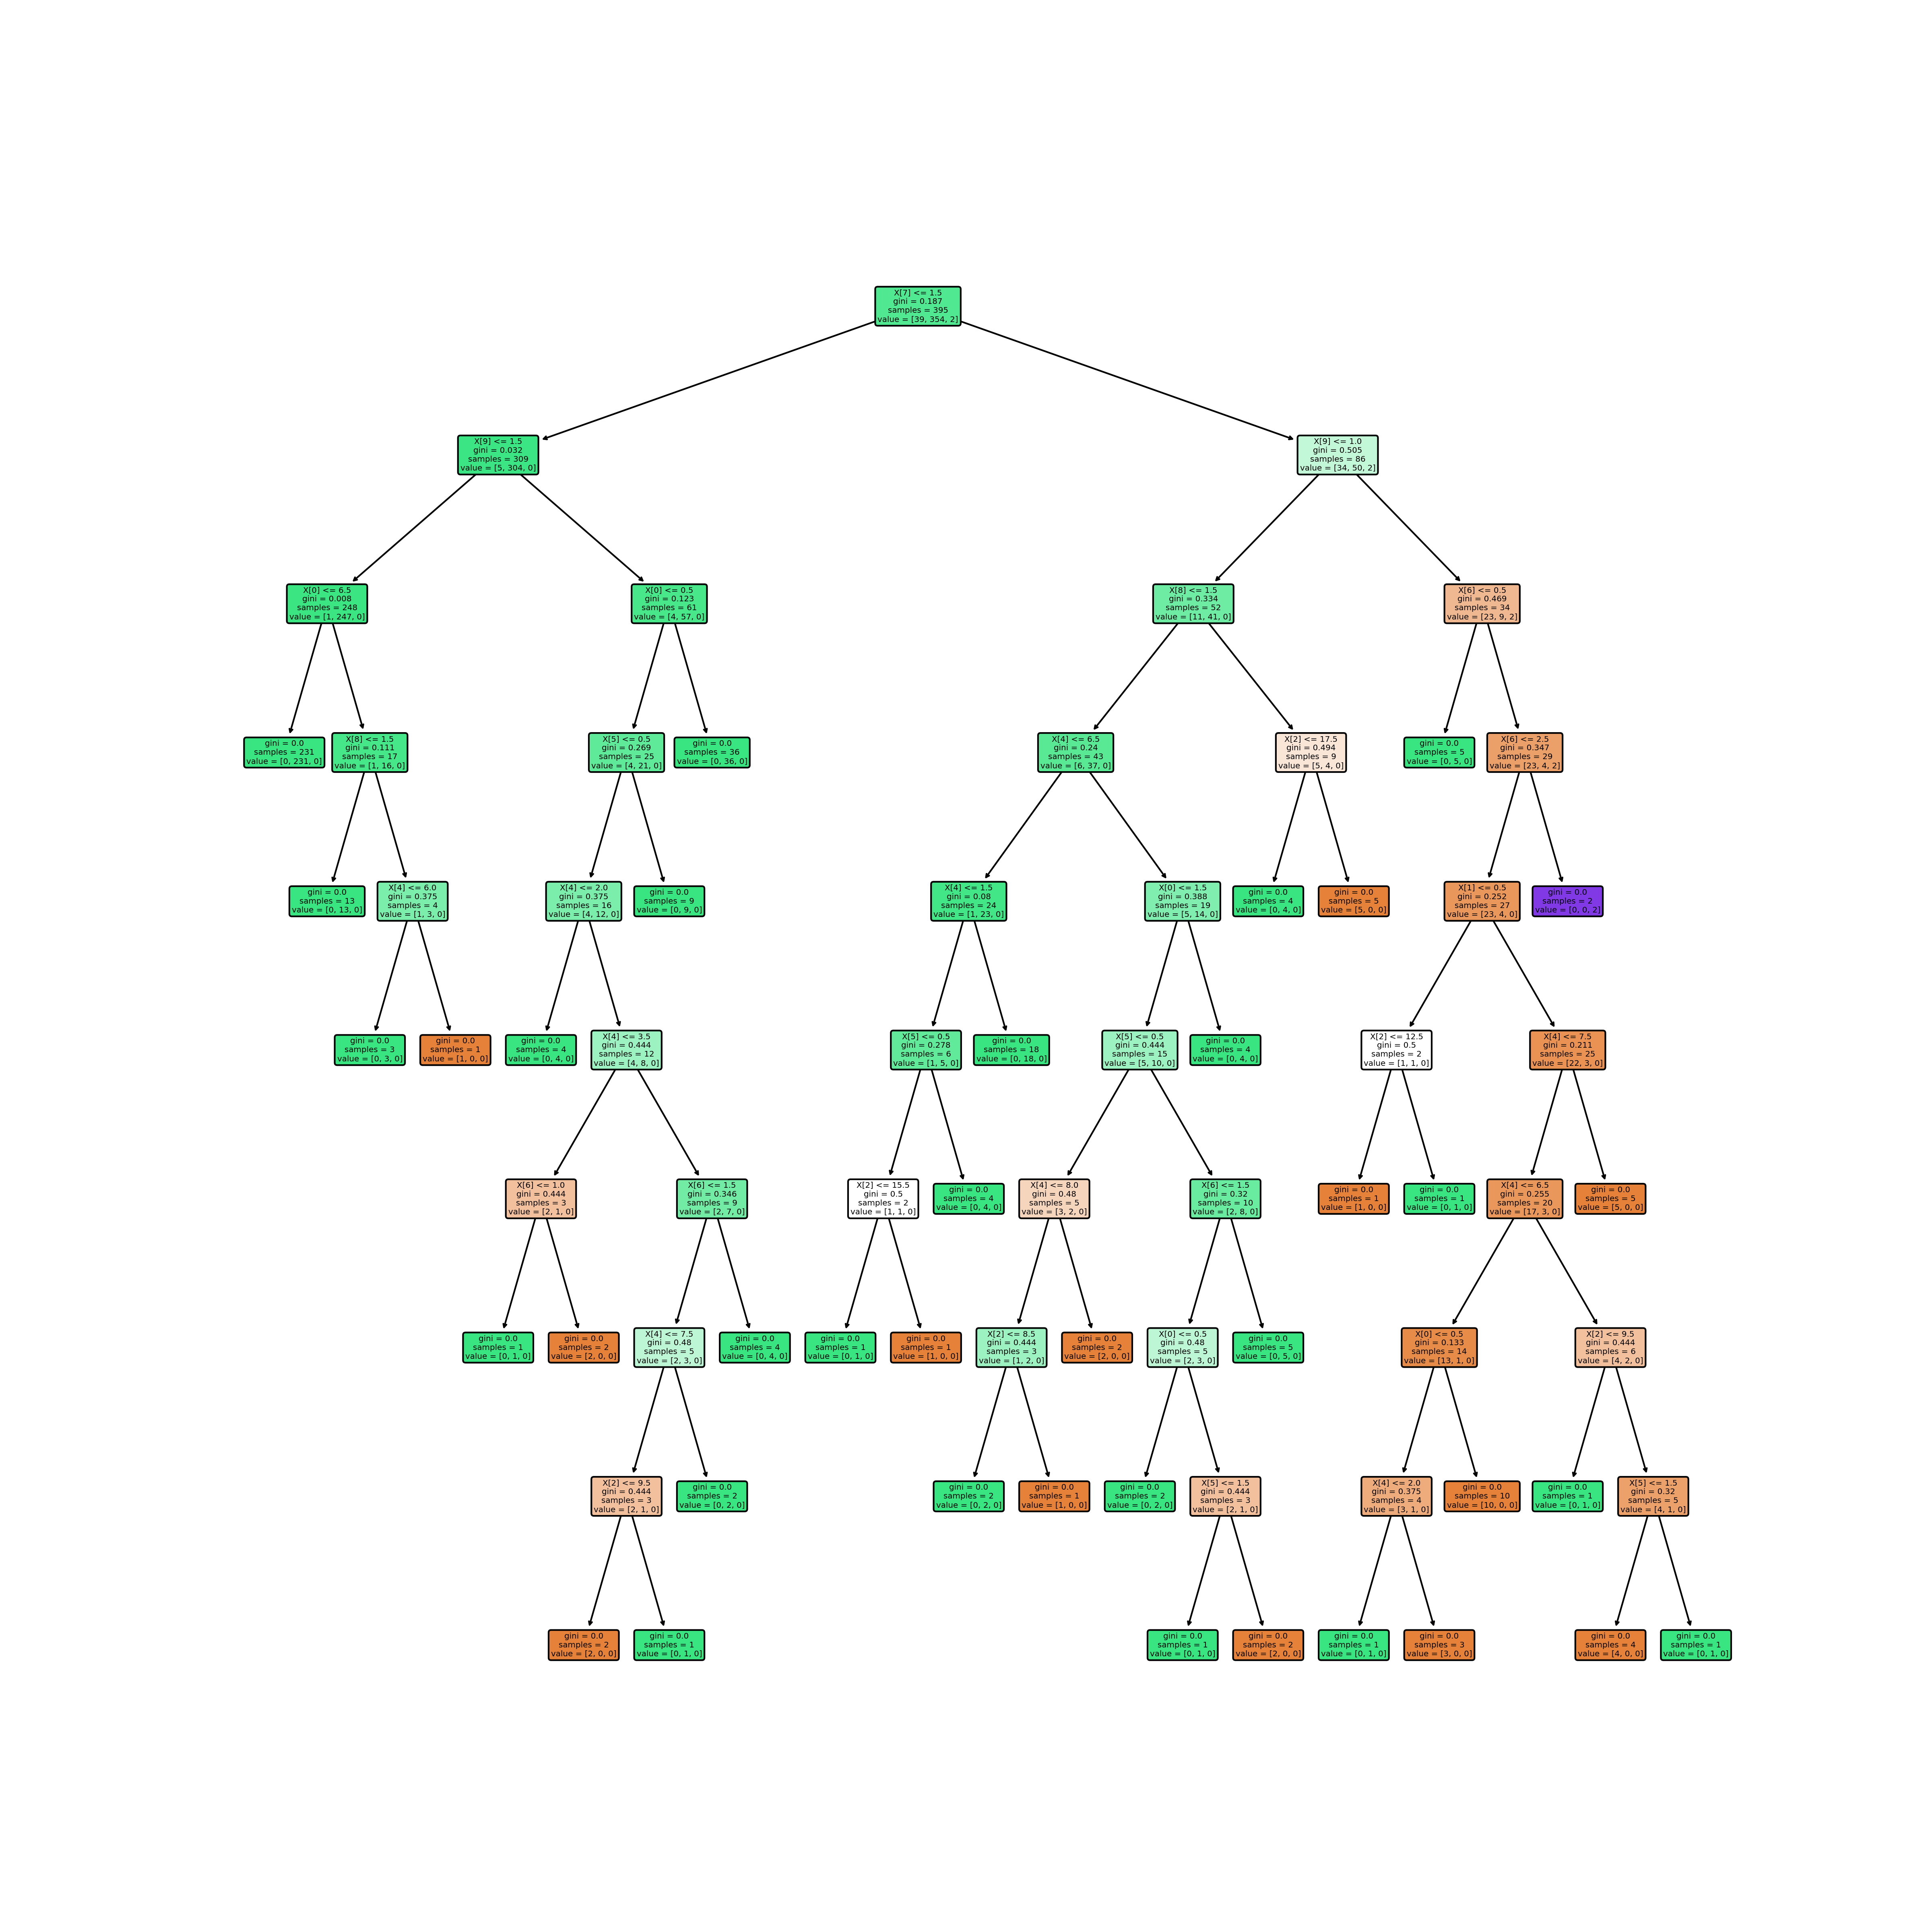 X[7] <= 1.5
gini = 0.187
samples = 395
value = [39, 354, 2]
X[9] <= 1.5
gini = 0.032
samples = 309
value = [5, 304, 0]
X[9] <= 1.0
gini = 0.505
samples = 86
value = [34, 50, 2]
X[0] <= 6.5
gini = 0.008
samples = 248
value = [1, 247, 0]
X[0] <= 0.5
gini = 0.123
samples = 61
value = [4, 57, 0]
X[8] <= 1.5
gini = 0.334
samples = 52
value = [11, 41, 0]
X[6] <= 0.5
gini = 0.469
samples = 34
value = [23, 9, 2]
gini = 0.0
samples = 231
value = [0, 231, 0]
X[8] <= 1.5
gini = 0.111
samples = 17
value = [1, 16, 0]
X[5] <= 0.5
gini = 0.269
samples = 25
value = [4, 21, 0]
gini = 0.0
samples = 36
value = [0, 36, 0]
X[4] <= 6.5
gini = 0.24
samples = 43
value = [6, 37, 0]
X[2] <= 17.5
gini = 0.494
samples = 9
value = [5, 4, 0]
gini = 0.0
samples = 5
value = [0, 5, 0]
X[6] <= 2.5
gini = 0.347
samples = 29
value = [23, 4, 2]
gini = 0.0
samples = 13
value = [0, 13, 0]
X[4] <= 6.0
gini = 0.375
samples = 4
value = [1, 3, 0]
X[4] <= 2.0
gini = 0.375
samples = 16
value = [4, 12, 0]
gini = 0.0
samples = 9
value = [0, 9, 0]
X[4] <= 1.5
gini = 0.08
samples = 24
value = [1, 23, 0]
X[0] <= 1.5
gini = 0.388
samples = 19
value = [5, 14, 0]
gini = 0.0
samples = 4
value = [0, 4, 0]
gini = 0.0
samples = 5
value = [5, 0, 0]
X[1] <= 0.5
gini = 0.252
samples = 27
value = [23, 4, 0]
gini = 0.0
samples = 2
value = [0, 0, 2]
gini = 0.0
samples = 3
value = [0, 3, 0]
gini = 0.0
samples = 1
value = [1, 0, 0]
gini = 0.0
samples = 4
value = [0, 4, 0]
X[4] <= 3.5
gini = 0.444
samples = 12
value = [4, 8, 0]
X[5] <= 0.5
gini = 0.278
samples = 6
value = [1, 5, 0]
gini = 0.0
samples = 18
value = [0, 18, 0]
X[5] <= 0.5
gini = 0.444
samples = 15
value = [5, 10, 0]
gini = 0.0
samples = 4
value = [0, 4, 0]
X[2] <= 12.5
gini = 0.5
samples = 2
value = [1, 1, 0]
X[4] <= 7.5
gini = 0.211
samples = 25
value = [22, 3, 0]
X[6] <= 1.0
gini = 0.444
samples = 3
value = [2, 1, 0]
X[6] <= 1.5
gini = 0.346
samples = 9
value = [2, 7, 0]
X[2] <= 15.5
gini = 0.5
samples = 2
value = [1, 1, 0]
gini = 0.0
samples = 4
value = [0, 4, 0]
X[4] <= 8.0
gini = 0.48
samples = 5
value = [3, 2, 0]
X[6] <= 1.5
gini = 0.32
samples = 10
value = [2, 8, 0]
gini = 0.0
samples = 1
value = [1, 0, 0]
gini = 0.0
samples = 1
value = [0, 1, 0]
X[4] <= 6.5
gini = 0.255
samples = 20
value = [17, 3, 0]
gini = 0.0
samples = 5
value = [5, 0, 0]
gini = 0.0
samples = 1
value = [0, 1, 0]
gini = 0.0
samples = 2
value = [2, 0, 0]
X[4] <= 7.5
gini = 0.48
samples = 5
value = [2, 3, 0]
gini = 0.0
samples = 4
value = [0, 4, 0]
gini = 0.0
samples = 1
value = [0, 1, 0]
gini = 0.0
samples = 1
value = [1, 0, 0]
X[2] <= 8.5
gini = 0.444
samples = 3
value = [1, 2, 0]
gini = 0.0
samples = 2
value = [2, 0, 0]
X[0] <= 0.5
gini = 0.48
samples = 5
value = [2, 3, 0]
gini = 0.0
samples = 5
value = [0, 5, 0]
X[0] <= 0.5
gini = 0.133
samples = 14
value = [13, 1, 0]
X[2] <= 9.5
gini = 0.444
samples = 6
value = [4, 2, 0]
X[2] <= 9.5
gini = 0.444
samples = 3
value = [2, 1, 0]
gini = 0.0
samples = 2
value = [0, 2, 0]
gini = 0.0
samples = 2
value = [0, 2, 0]
gini = 0.0
samples = 1
value = [1, 0, 0]
gini = 0.0
samples = 2
value = [0, 2, 0]
X[5] <= 1.5
gini = 0.444
samples = 3
value = [2, 1, 0]
X[4] <= 2.0
gini = 0.375
samples = 4
value = [3, 1, 0]
gini = 0.0
samples = 10
value = [10, 0, 0]
gini = 0.0
samples = 1
value = [0, 1, 0]
X[5] <= 1.5
gini = 0.32
samples = 5
value = [4, 1, 0]
gini = 0.0
samples = 2
value = [2, 0, 0]
gini = 0.0
samples = 1
value = [0, 1, 0]
gini = 0.0
samples = 1
value = [0, 1, 0]
gini = 0.0
samples = 2
value = [2, 0, 0]
gini = 0.0
samples = 1
value = [0, 1, 0]
gini = 0.0
samples = 3
value = [3, 0, 0]
gini = 0.0
samples = 4
value = [4, 0, 0]
gini = 0.0
samples = 1
value = [0, 1, 0]